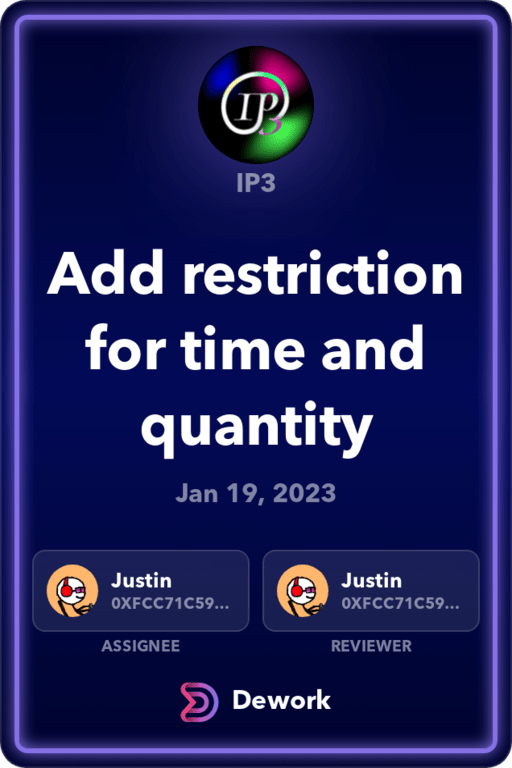 IP3
IP3
Add restriction
for time and
quantity
Jan 19, 2023
Justin
0XFCC71C59...
ASSIGNEE
Justin
0XFCC71C59...
REVIEWER
Dework